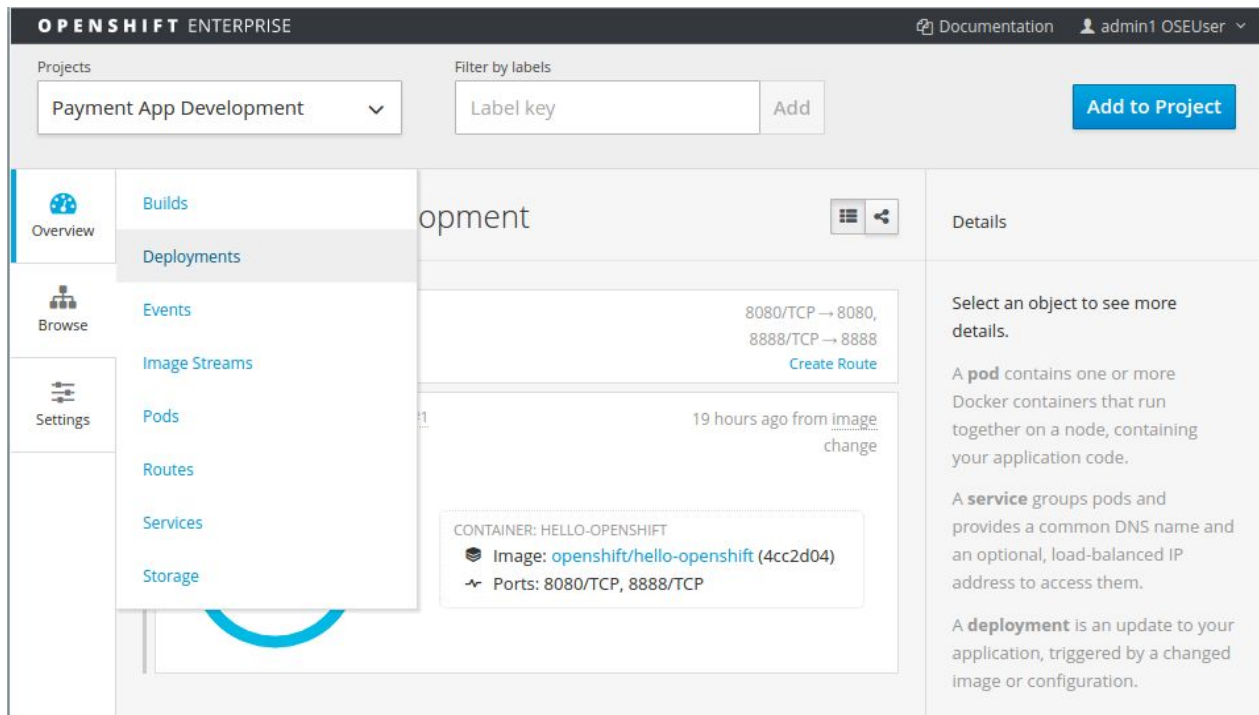 OPENSHIFT ENTERPRISE
Documentation
admin1 OSEUser
Projects
Filter by labels
Payment App Development
Label key
Add
Add to Project
Overview
Browse
Settings
Builds
Deployments
Events
Image Streams
Pods
Routes
Services
Storage
opment
8080/TCP → 8080,
8888/TCP → 8888
Create Route
#1
19 hours ago from image
change
CONTAINER: HELLO-OPENSHIFT
Image: openshift/hello-openshift (4cc2d04)
Ports: 8080/TCP, 8888/TCP
Details
Select an object to see more
details.
A pod contains one or more
Docker containers that run
together on a node, containing
your application code.
A service groups pods and
provides a common DNS name and
an optional, load-balanced IP
address to access them.
A deployment is an update to your
application, triggered by a changed
image or configuration.